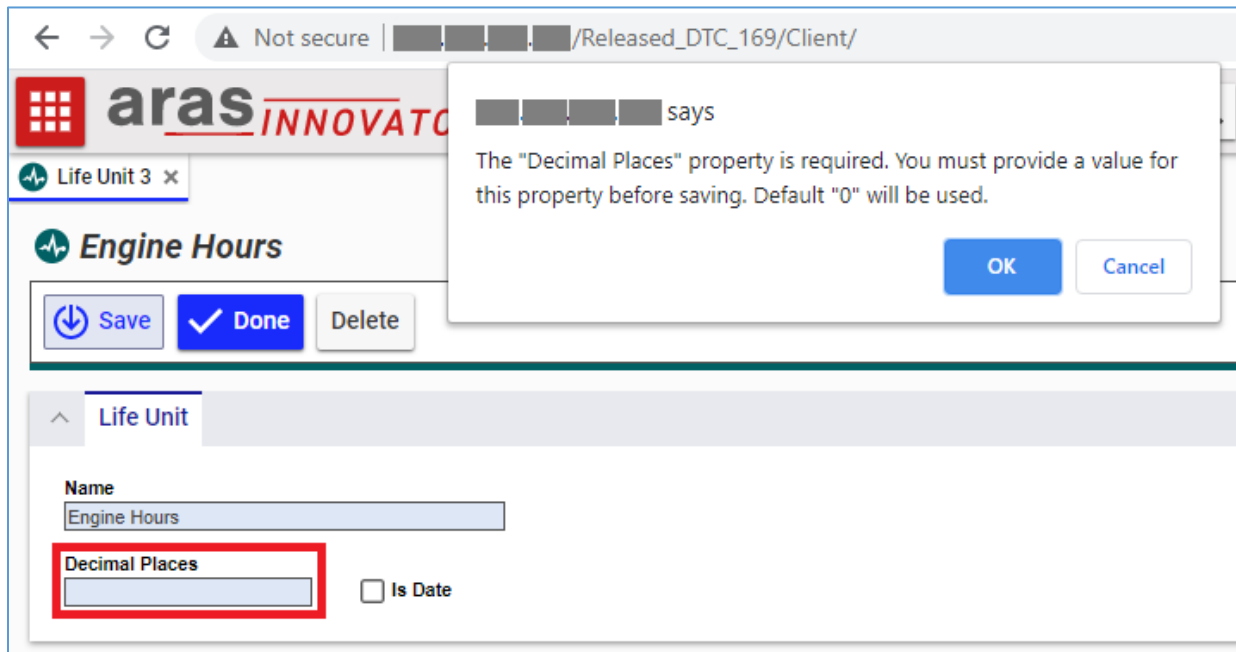 Not secure | . . . /Released_DTC_169/Client/
aras INNOVATO
. . . says
The "Decimal Places" property is required. You must provide a value for
this property before saving. Default "0" will be used.
OK Cancel
Life Unit 3 ×
Engine Hours
Save Done Delete
Life Unit
Name
Engine Hours
Decimal Places
Is Date